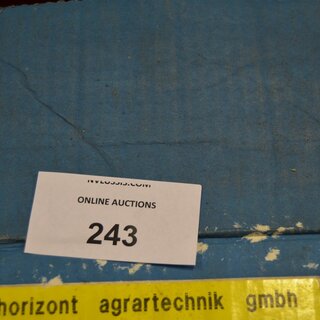 ONLINE AUCTIONS
243
horizont agrartechnik gmbh